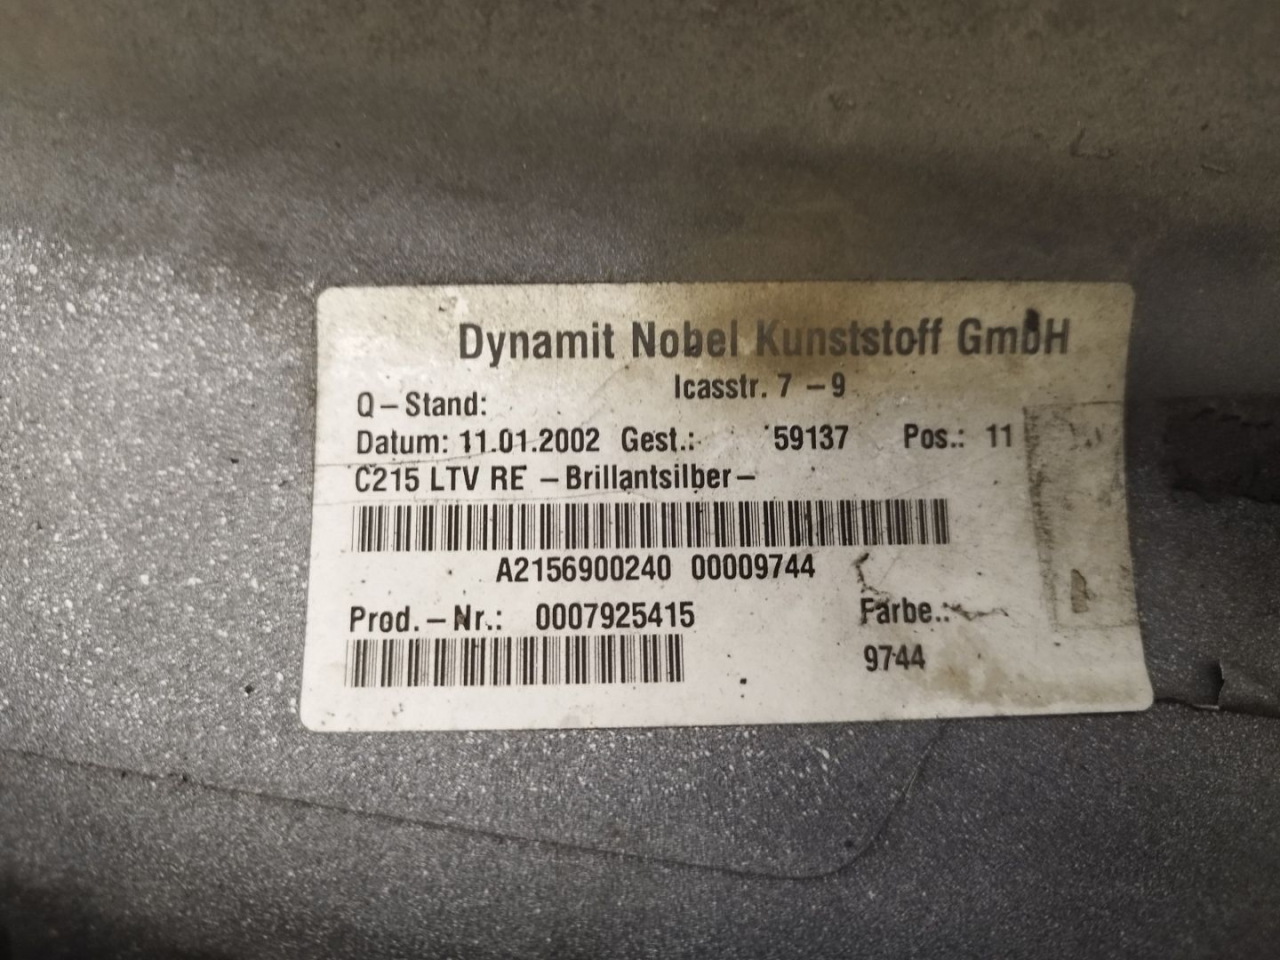 Dynamit Nobel Kunststoff GmbH
Icasstr. 7 – 9
Q – Stand:
Datum: 11.01.2002 Gest.: 59137 Pos.: 11
C215 LTV RE – Brillantsilber –
A2156900240 00009744
Prod. – Nr.: 0007925415 Farbe.:
9744